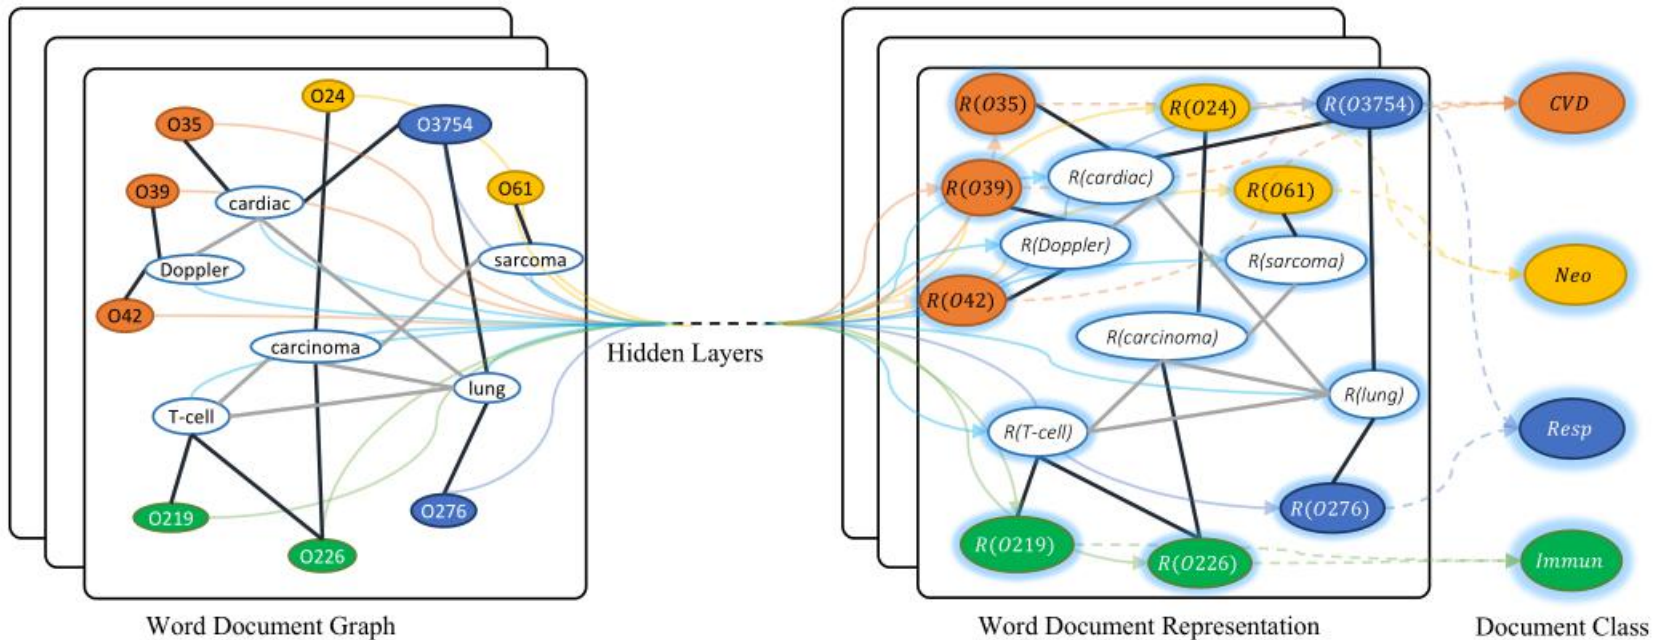 O24
O35
O3754
O39
O61
cardiac
Doppler
sarcoma
O42
carcinoma
lung
T-cell
O219
O276
O226
Word Document Graph
Hidden Layers
R(O35)
R(O24)
R(O3754)
R(O39)
R(cardiac)
R(O61)
R(Doppler)
R(sarcoma)
R(O42)
R(carcinoma)
R(lung)
R(T-cell)
R(O276)
R(O219)
R(O226)
Word Document Representation
CVD
Neo
Resp
Immun
Document Class